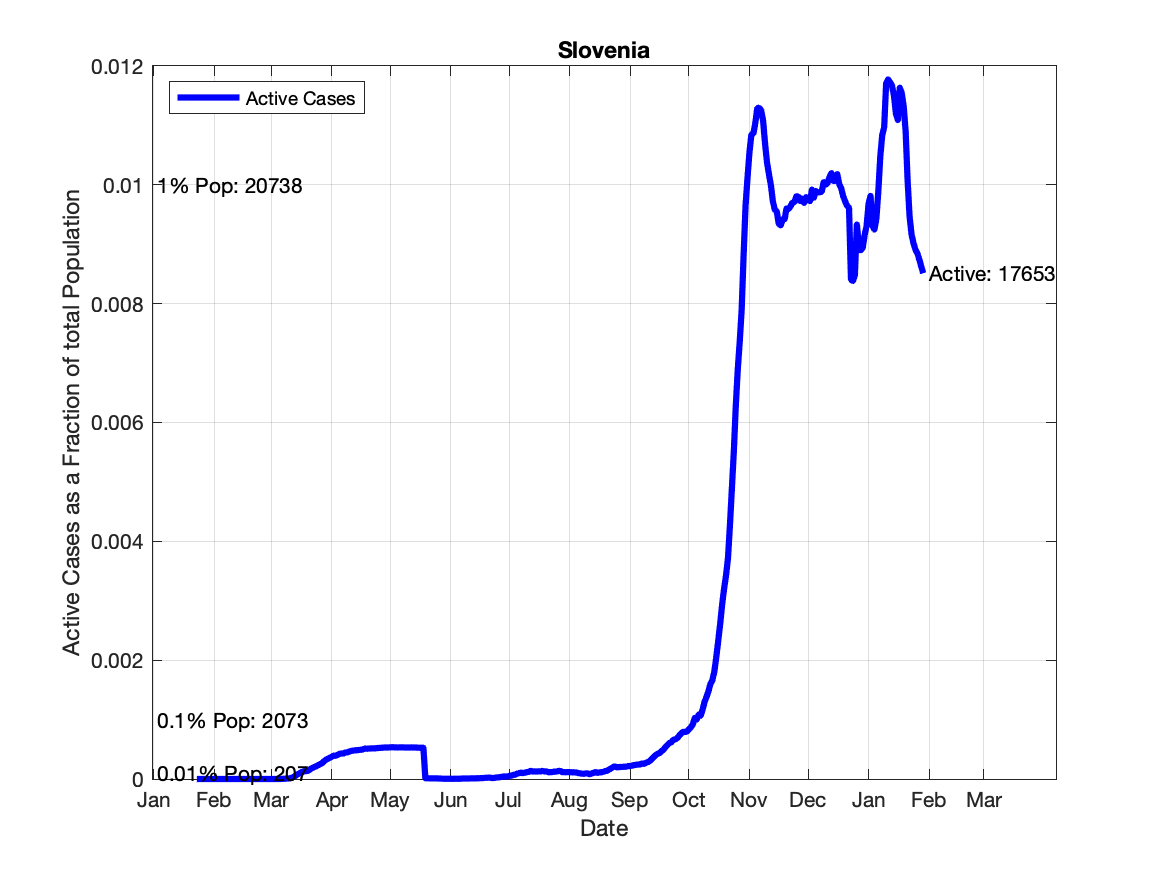 Slovenia
0.012
Active Cases
0.01
1% Pop: 20738
Active: 17653
0.008
0.006
0.004
0.002
0.1% Pop: 2073
0.01% Pop: 207
0
Jan Feb Mar Apr May Jun Jul Aug Sep Oct Nov Dec Jan Feb Mar
Date
Active Cases as a Fraction of total Population